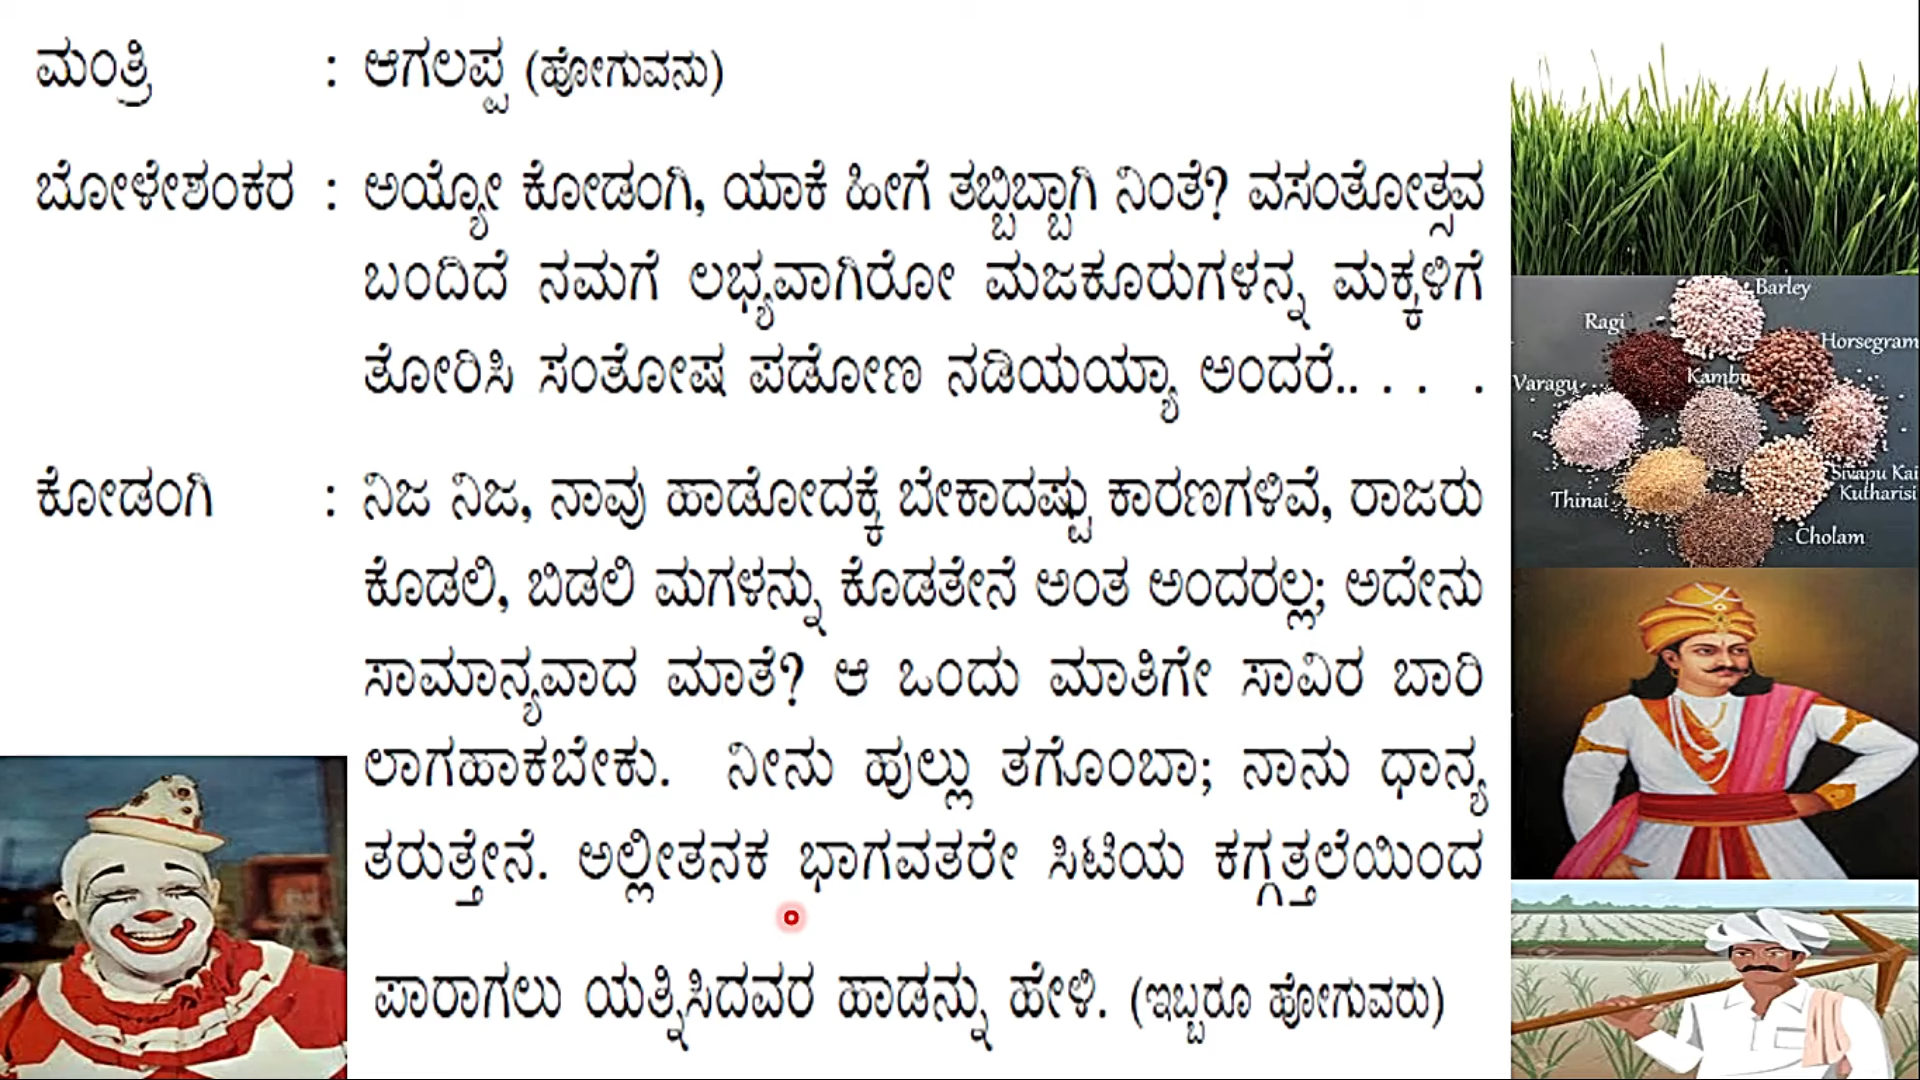 ಮಂತ್ರಿ : ಆಗಲಪ್ಪ (ಹೋಗುವನು)
ಬೋಳೇಶಂಕರ : ಅಯ್ಯೋ ಕೋಡಂಗಿ, ಯಾಕೆ ಹೀಗೆ ತಬ್ಬಿಬ್ಬಾಗಿ ನಿಂತೆ? ವಸಂತೋತ್ಸವ
ಬಂದಿದೆ ನಮಗೆ ಲಭ್ಯವಾಗಿರೋ ಮಜಕೂರುಗಳನ್ನ ಮಕ್ಕಳಿಗೆ
ತೋರಿಸಿ ಸಂತೋಷ ಪಡೋಣ ನಡಿಯಯ್ಯಾ ಅಂದರೆ.. . . .
ಕೋಡಂಗಿ : ನಿಜ ನಿಜ, ನಾವು ಹಾಡೋದಕ್ಕೆ ಬೇಕಾದಷ್ಟು ಕಾರಣಗಳಿವೆ, ರಾಜರು
ಕೊಡಲಿ, ಬಿಡಲಿ ಮಗಳನ್ನು ಕೊಡತೇನೆ ಅಂತ ಅಂದರಲ್ಲ; ಅದೇನು
ಸಾಮಾನ್ಯವಾದ ಮಾತೆ? ಆ ಒಂದು ಮಾತಿಗೇ ಸಾವಿರ ಬಾರಿ
ಲಾಗಹಾಕಬೇಕು. ನೀನು ಹುಲ್ಲು ತಗೊಂಬಾ; ನಾನು ಧಾನ್ಯ
ತರುತ್ತೇನೆ. ಅಲ್ಲೀತನಕ ಭಾಗವತರೇ ಸಿಟಿಯ ಕಗ್ಗತ್ತಲೆಯಿಂದ
ಪಾರಾಗಲು ಯತ್ನಿಸಿದವರ ಹಾಡನ್ನು ಹೇಳಿ. (ಇಬ್ಬರೂ ಹೋಗುವರು)
Barley
Ragi
Horsegram
Varagu
Kambu
Sivapu Kai
Kutharisi
Thinai
Cholam